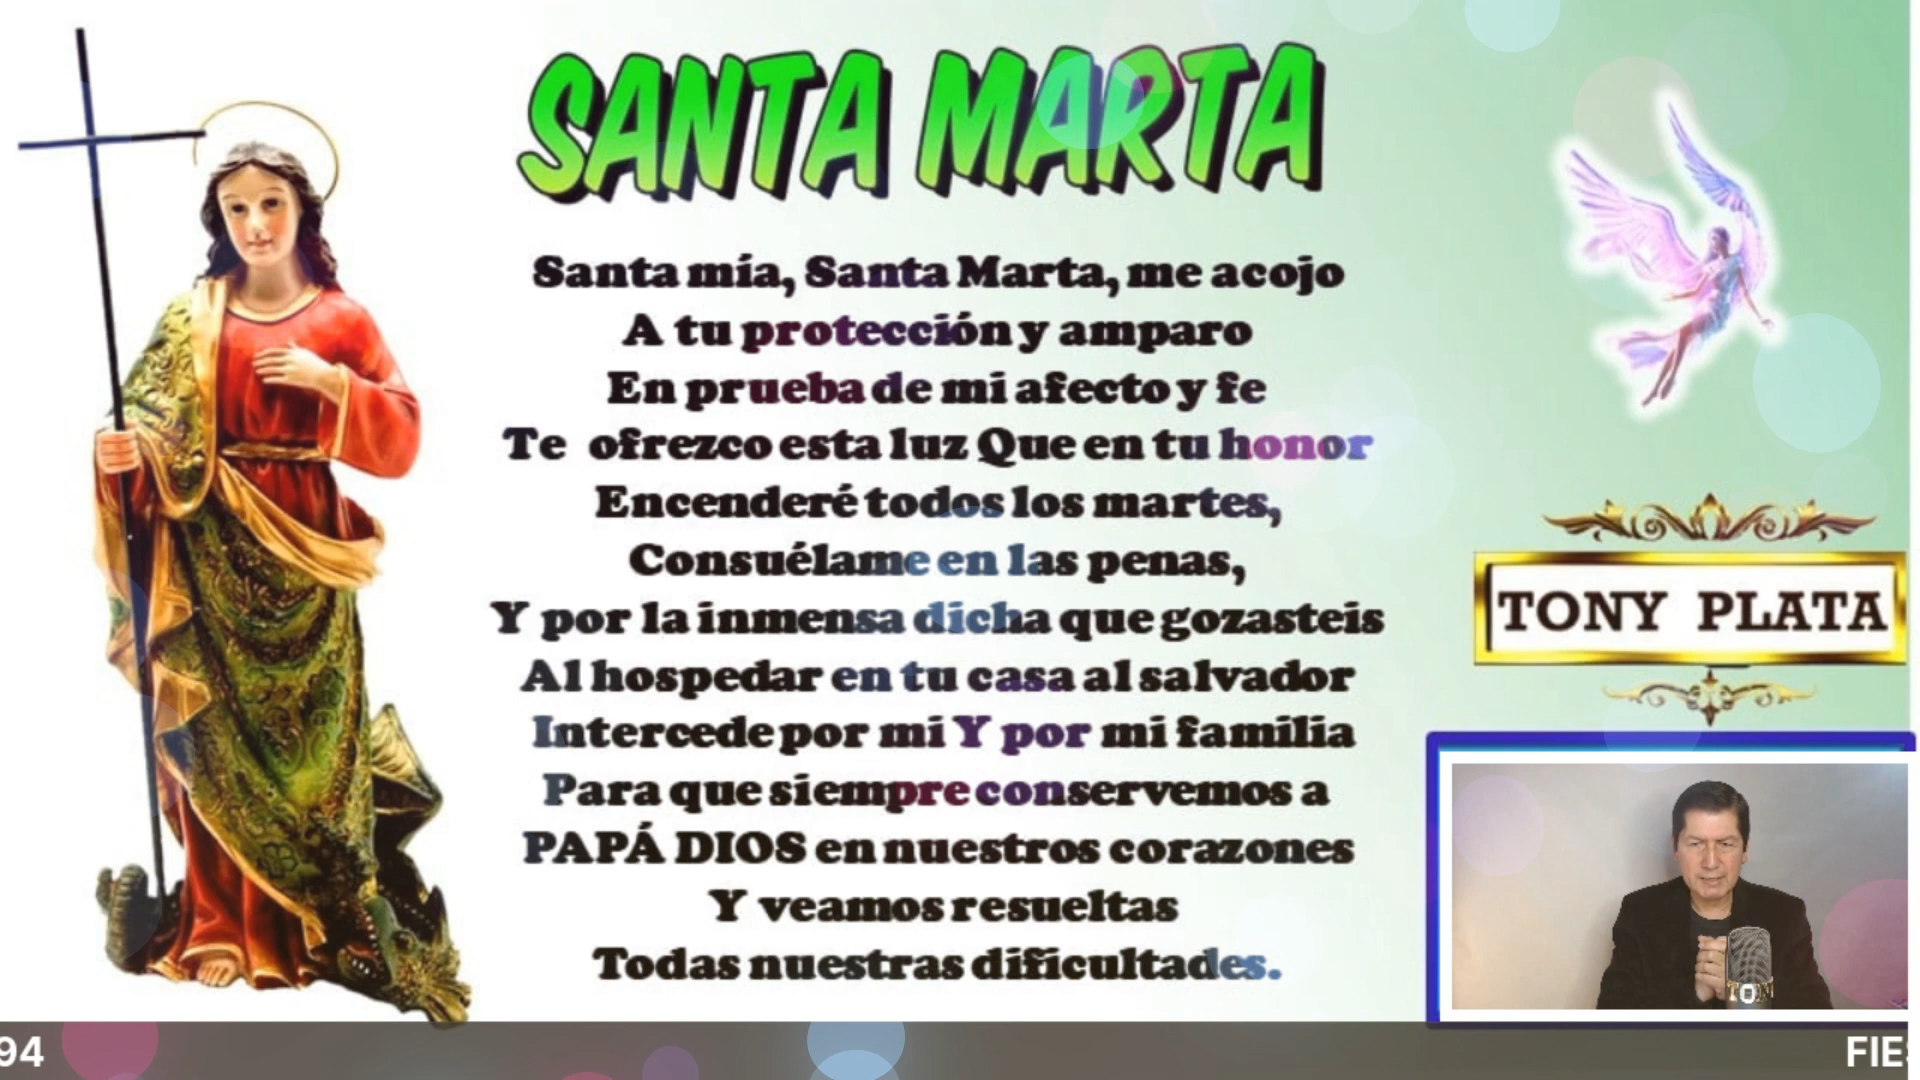 SANTA MARTA
Santa mía, Santa Marta, me acojo
A tu protección y amparo
En prueba de mi afecto y fe
Te ofrezco esta luz Que en tu honor
Encenderé todos los martes,
Consuélame en las penas,
Y por la inmensa dicha que gozasteis
Al hospedar en tu casa al salvador
Intercede por mi Y por mi familia
Para que siempre conservemos a
PAPÁ DIOS en nuestros corazones
Y veamos resueltas
Todas nuestras dificultades.
TONY PLATA
94